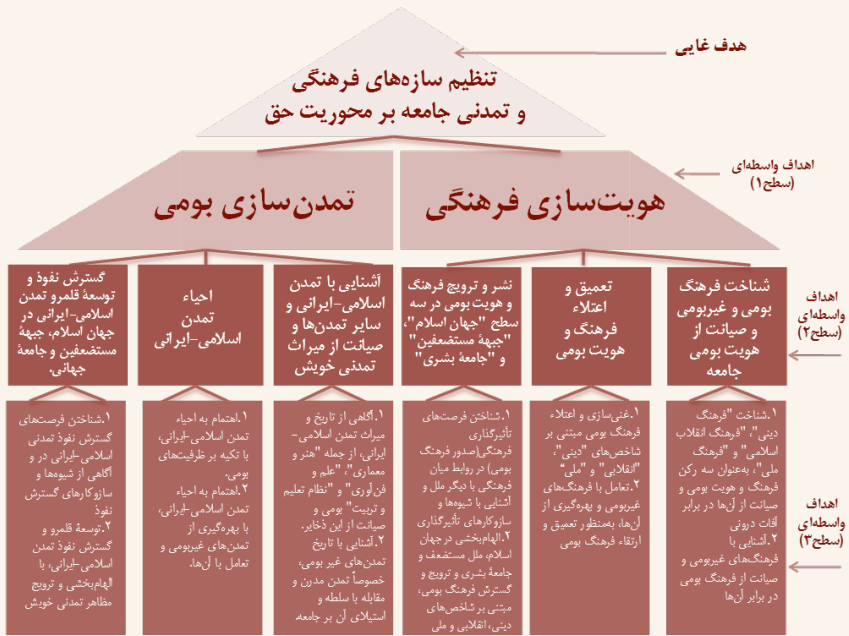 هدف غایی
تنظیم سازه‌های فرهنگی
و تمدنی جامعه بر محوریت حق
اهداف واسطه‌ای
(سطح۱)
هویت‌سازی فرهنگی
تمدن‌سازی بومی
اهداف
واسطه‌ای
(سطح۲)
شناخت فرهنگ
بومی و غیربومی
و صیانت از
هویت بومی
جامعه
تعمیق و
اعتلاء
فرهنگ و
هویت بومی
نشر و ترویج فرهنگ
و هویت بومی در سه
سطح "جهان اسلام"،
"جبهۀ مستضعفین"
و "جامعۀ بشری"
آشنایی با تمدن
اسلامی-ایرانی و
سایر تمدن‌ها و
صیانت از میراث
تمدنی خویش
احیاء
تمدن
اسلامی-ایرانی
گسترش نفوذ و
توسعۀ قلمرو تمدن
اسلامی-ایرانی در
جهان اسلام، جبهۀ
مستضعفین و جامعۀ
جهانی.
اهداف
واسطه‌ای
(سطح۳)
۱.شناخت "فرهنگ
دینی"، "فرهنگ انقلاب
اسلامی" و "فرهنگ
ملی"، به‌عنوان سه رکن
فرهنگ و هویت بومی و
صیانت از آن‌ها در برابر
آفات درونی
۲.آشنایی با
فرهنگ‌های غیربومی و
صیانت از فرهنگ بومی
در برابر آن‌ها
۱.غنی‌سازی و اعتلاء
فرهنگ بومی مبتنی بر
شاخص‌های "دینی"،
"انقلابی" و "ملی"
۲.تعامل با فرهنگ‌های
غیربومی و بهره‌گیری از
آن‌ها، به‌منظور تعمیق و
ارتقاء فرهنگ بومی
۱.شناختن فرصت‌های
تأثیرگذاری
فرهنگی(صدور فرهنگ
بومی) در روابط میان
فرهنگی با دیگر ملل و
آشنایی با شیوه‌ها و
سازوکارهای تأثیرگذاری
۲.الهام‌بخشی در جهان
اسلام، ملل مستضعف و
جامعۀ بشری و ترویج و
گسترش فرهنگ بومی،
مبتنی بر شاخص‌های
دینی، انقلابی و ملی
۱.آگاهی از تاریخ و
میراث تمدن اسلامی-
ایرانی، از جمله "هنر و
معماری"، "علم و
فن‌آوری" و "نظام تعلیم
و تربیت" بومی و
صیانت از این ذخایر.
۲.آشنایی با تاریخ
تمدن‌های غیر بومی،
خصوصاً تمدن مدرن و
مقابله با سلطه و
استیلای آن بر جامعه.
۱.اهتمام به احیاء
تمدن اسلامی-ایرانی،
با تکیه بر ظرفیت‌های
بومی.
۲.اهتمام به احیاء
تمدن اسلامی-ایرانی،
با بهره‌گیری از
تمدن‌های غیربومی و
تعامل با آن‌ها.
۱.شناختن فرصت‌های
گسترش نفوذ تمدنی
اسلامی-ایرانی در و
آگاهی از شیوه‌ها و
سازوکارهای گسترش
نفوذ
۲.توسعۀ قلمرو و
گسترش نفوذ تمدن
اسلامی-ایرانی، با
الهام‌بخشی و ترویج
مظاهر تمدنی خویش